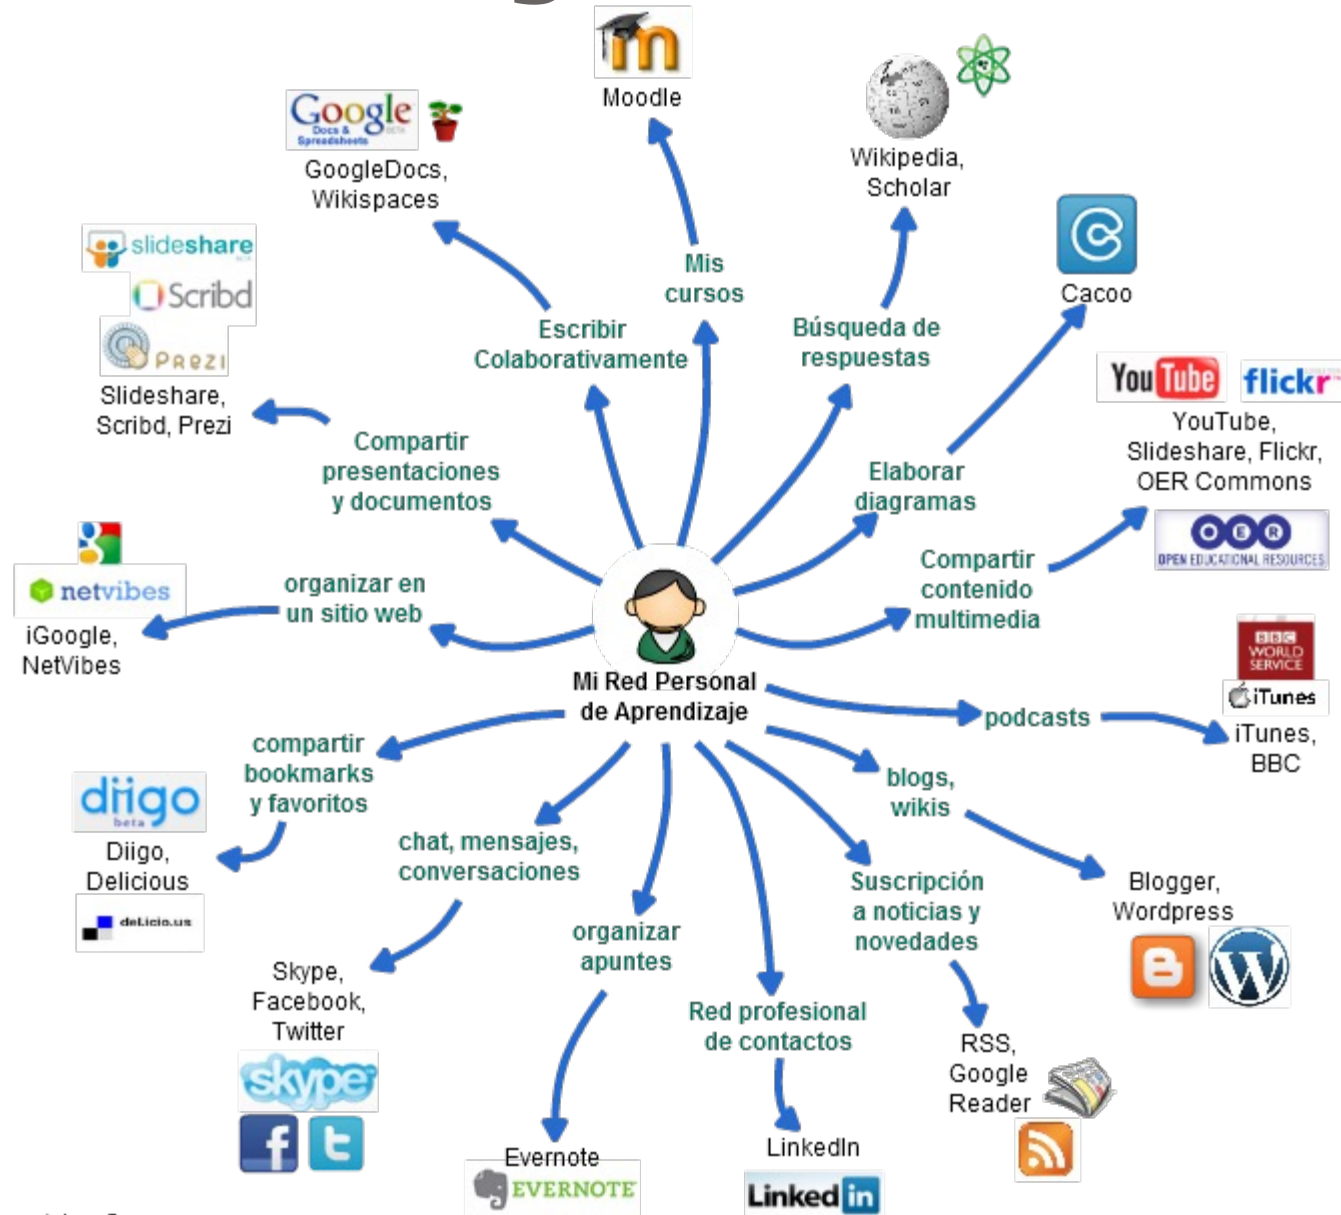 Moodle
Google
Docs &
Spreadsheets
BETA
GoogleDocs,
Wikispaces
Wikipedia,
Scholar
Cacoo
slideshare
Scribd
PREZI
Slideshare,
Scribd, Prezi
Mis
cursos
Escribir
Colaborativamente
Búsqueda de
respuestas
YouTube
flickr
YouTube,
Slideshare, Flickr,
OER Commons
OER
OPEN EDUCATIONAL RESOURCES
Compartir
presentaciones
y documentos
Elaborar
diagramas
Compartir
contenido
multimedia
netvibes
iGoogle,
NetVibes
organizar en
un sitio web
Mi Red Personal
de Aprendizaje
BBC
WORLD
SERVICE
iTunes
iTunes,
BBC
podcasts
compartir
bookmarks
y favoritos
diigo
beta
Diigo,
Delicious
del.icio.us
chat, mensajes,
conversaciones
blogs,
wikis
Blogger,
Wordpress
Suscripción
a noticias y
novedades
organizar
apuntes
Skype,
Facebook,
Twitter
skype
f
t
Red profesional
de contactos
RSS,
Google
Reader
Evernote
EVERNOTE
LinkedIn
Linked in